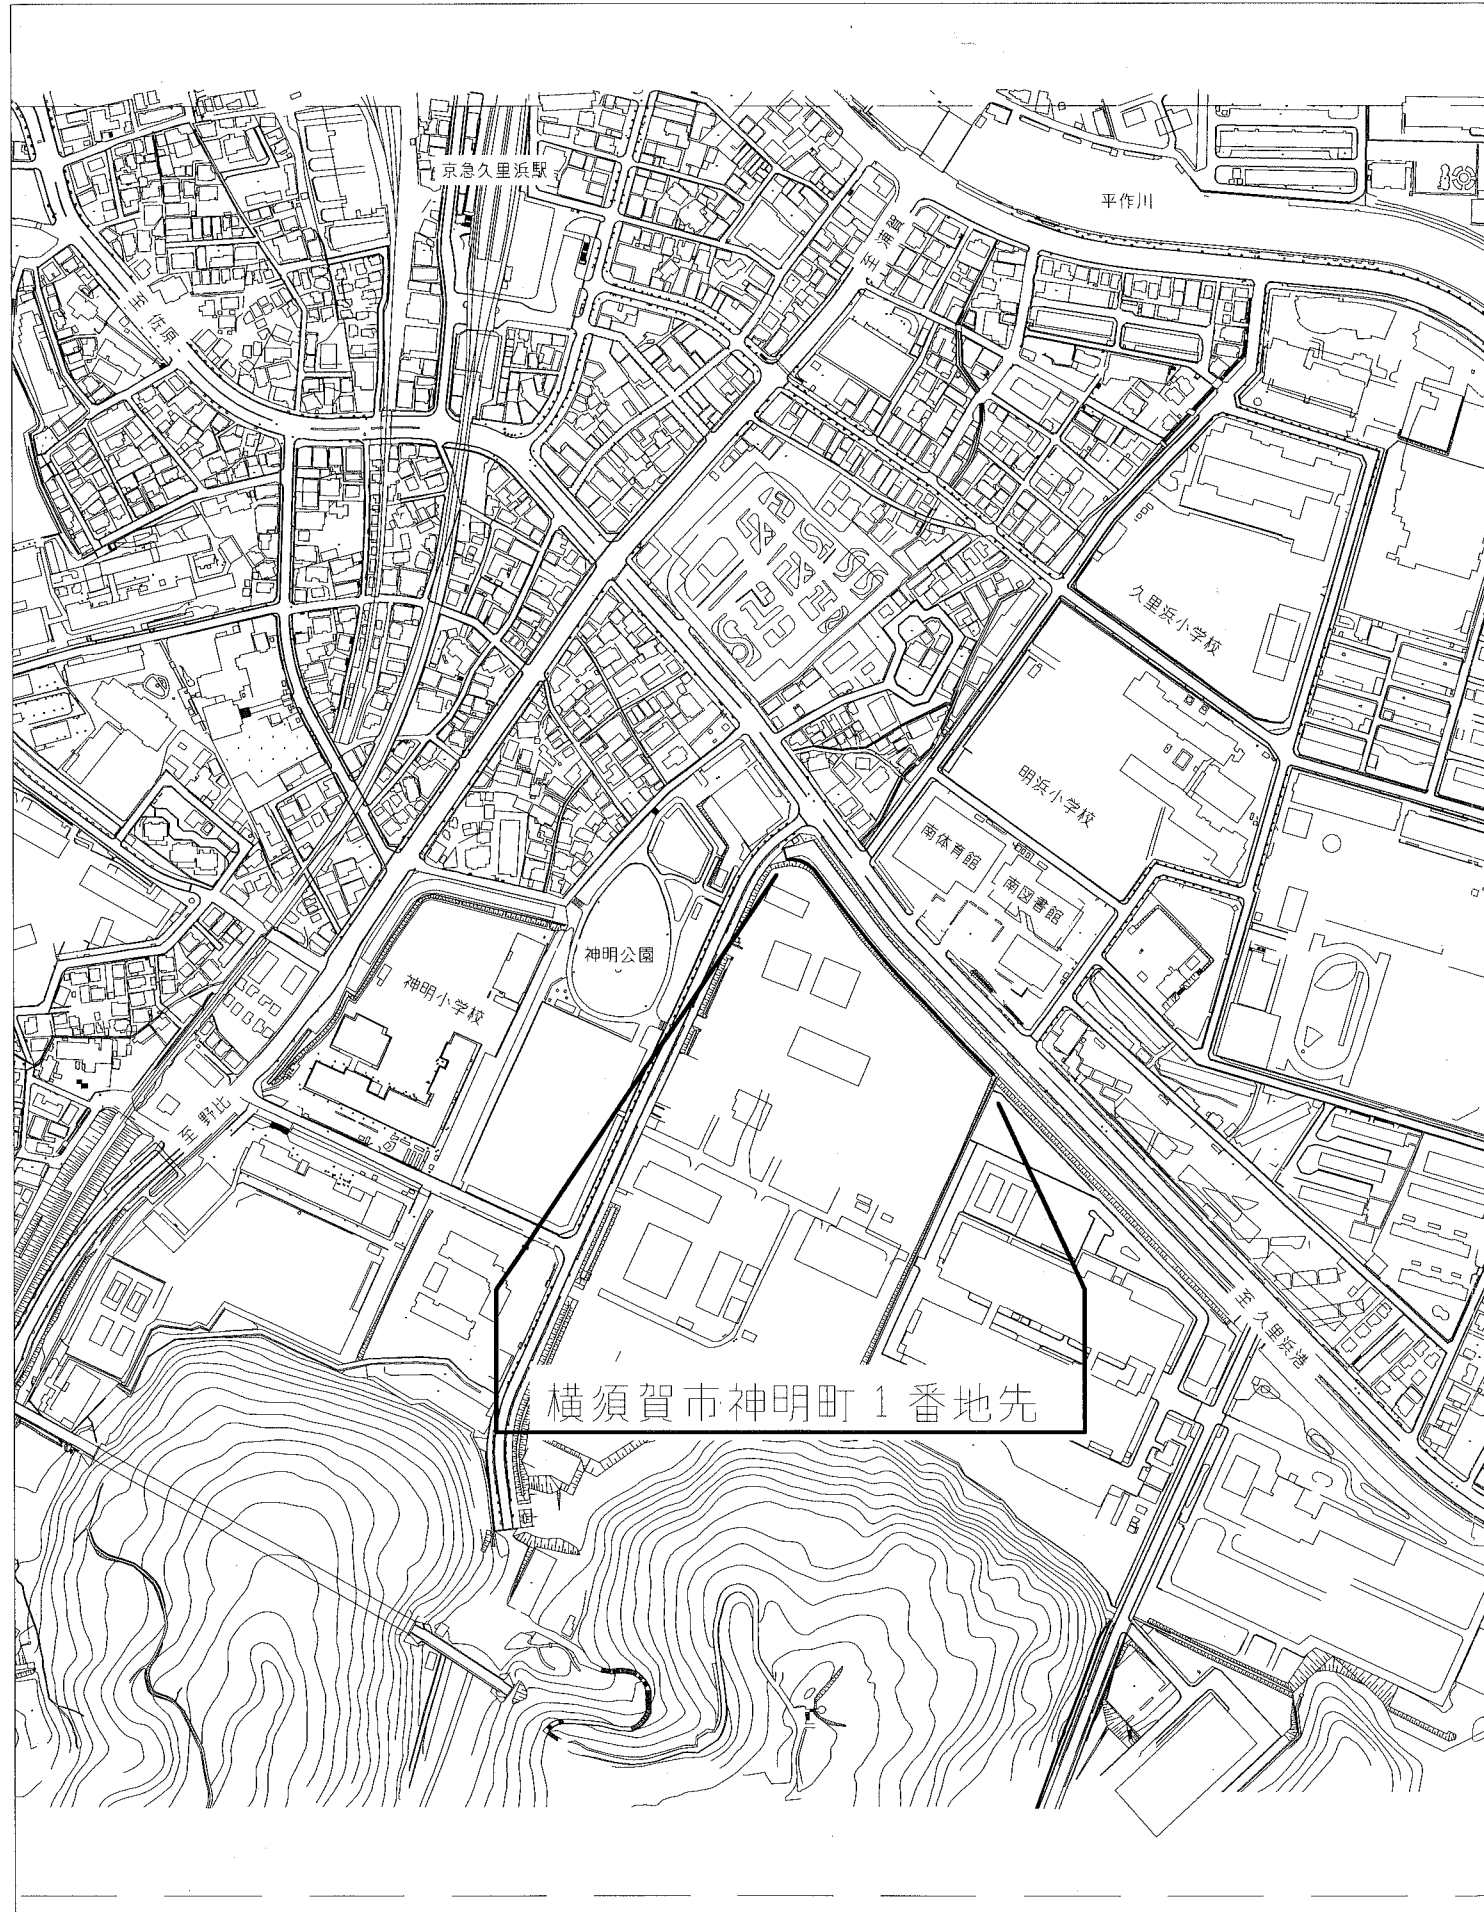 京急久里浜駅
平作川
至 浦賀
至 佐原
久里浜小学校
明浜小学校
南体育館
南図書館
神明公園
神明小学校
至 野比
至 久里浜港
横須賀市神明町1番地先